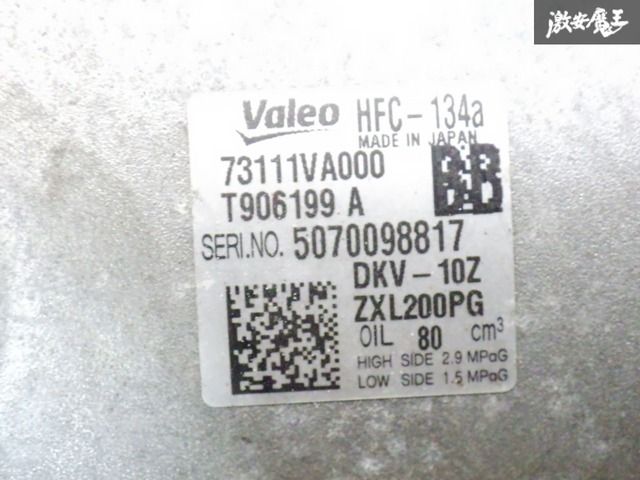 激安魔王
Valeo HFC-134a
MADE IN JAPAN
73111VA000
T906199 A
BB
SERI.NO. 5070098817
DKV-10Z
ZXL200PG
OIL 80 cm³
HIGH SIDE 2.9 MPaG
LOW SIDE 1.5 MPaG